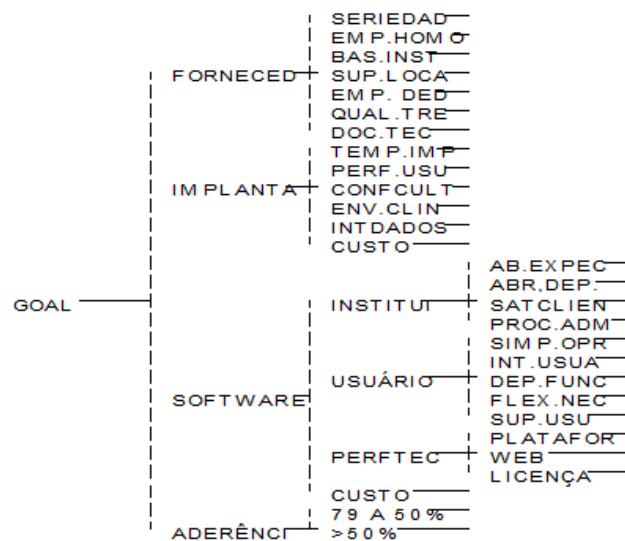 SERIEDAD
EMP.HOMO
BAS.INST
FORNECED SUP.LOCA
EMP. DED
QUAL.TRE
DOC.TEC
TEMP.IMP
PERF.USU
IMPLANTA CONFCULT
ENV.CLIN
INTDADOS
CUSTO
AB.EXPEC
ABR,DEP.
GOAL INSTITUI SATCLIEN
PROC.ADM
SIMP.OPR
INT.USUA
USUÁRIO DEP.FUNC
SOFTWARE FLEX.NEC
SUP.USU
PLATAFOR
PERFTEC WEB
LICENÇA
CUSTO
79 A 50%
ADERÊNCI >50%